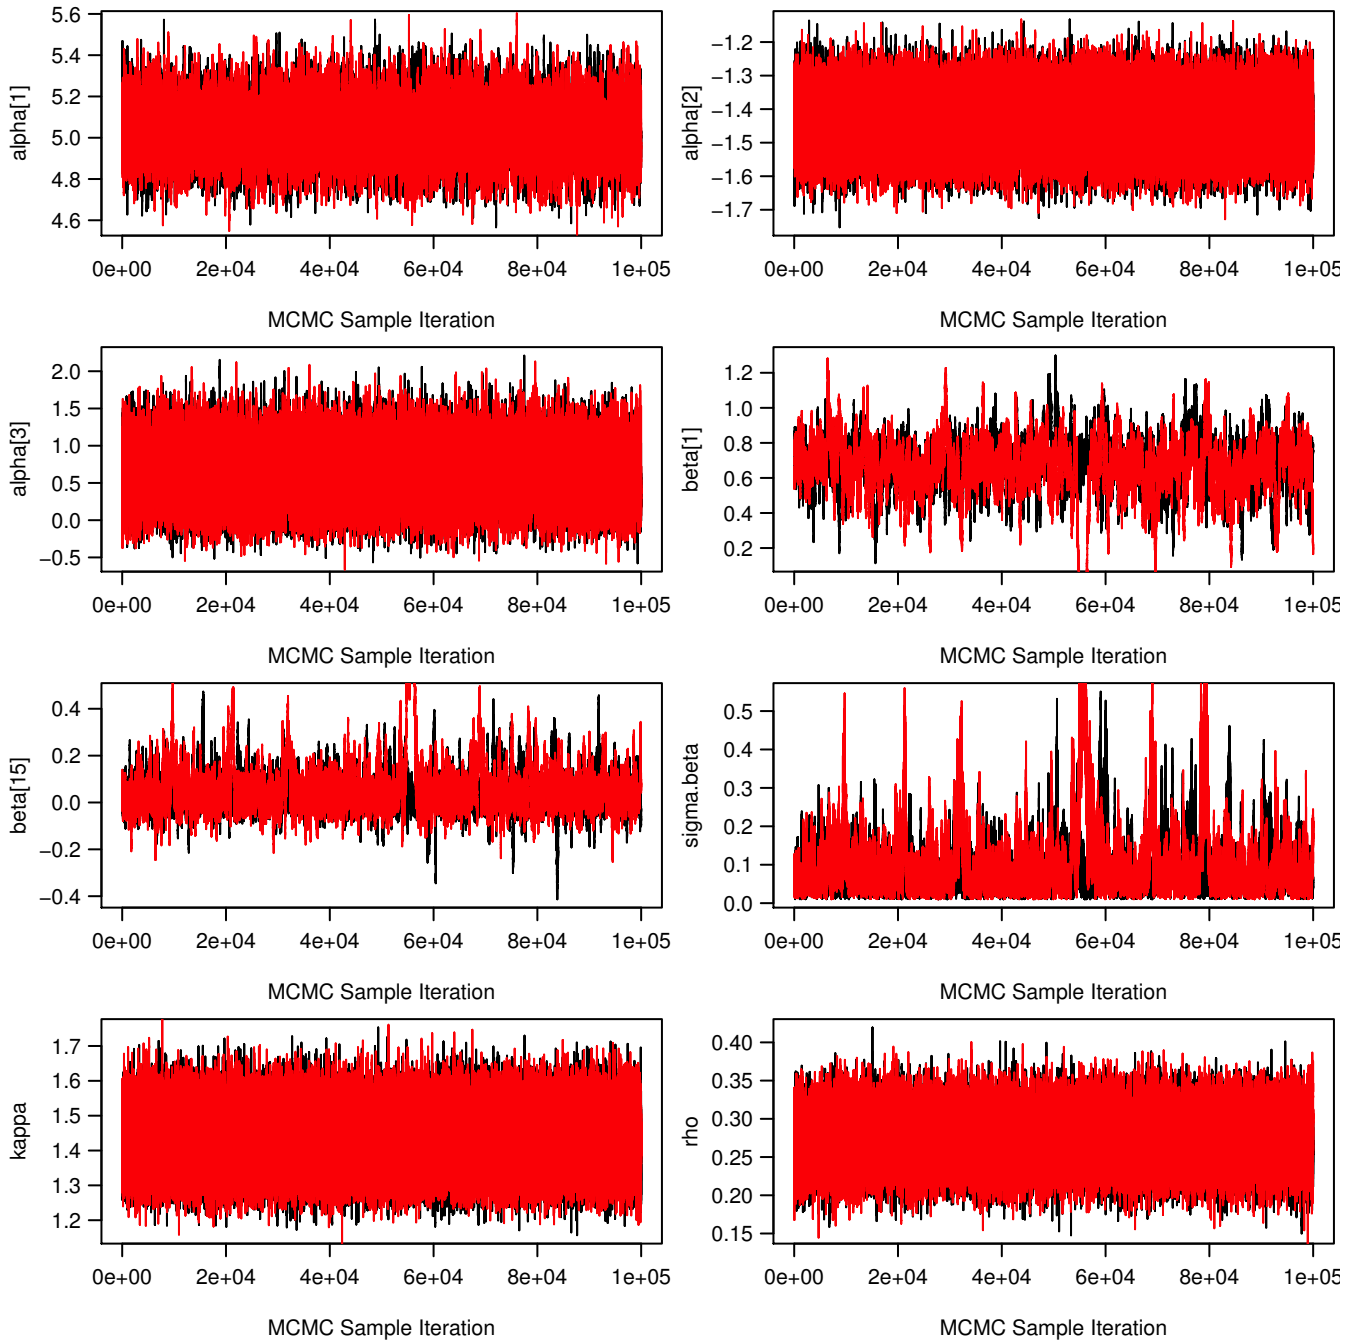 alpha[1]
5.6
5.4
5.2
5.0
4.8
4.6
0e+00 2e+04 4e+04 6e+04 8e+04 1e+05
MCMC Sample Iteration
alpha[2]
−1.2
−1.3
−1.4
−1.5
−1.6
−1.7
0e+00 2e+04 4e+04 6e+04 8e+04 1e+05
MCMC Sample Iteration
alpha[3]
2.0
1.5
1.0
0.5
0.0
−0.5
0e+00 2e+04 4e+04 6e+04 8e+04 1e+05
MCMC Sample Iteration
beta[1]
1.2
1.0
0.8
0.6
0.4
0.2
0e+00 2e+04 4e+04 6e+04 8e+04 1e+05
MCMC Sample Iteration
beta[15]
0.4
0.2
0.0
−0.2
−0.4
0e+00 2e+04 4e+04 6e+04 8e+04 1e+05
MCMC Sample Iteration
sigma.beta
0.5
0.4
0.3
0.2
0.1
0.0
0e+00 2e+04 4e+04 6e+04 8e+04 1e+05
MCMC Sample Iteration
kappa
1.7
1.6
1.5
1.4
1.3
1.2
0e+00 2e+04 4e+04 6e+04 8e+04 1e+05
MCMC Sample Iteration
rho
0.40
0.35
0.30
0.25
0.20
0.15
0e+00 2e+04 4e+04 6e+04 8e+04 1e+05
MCMC Sample Iteration